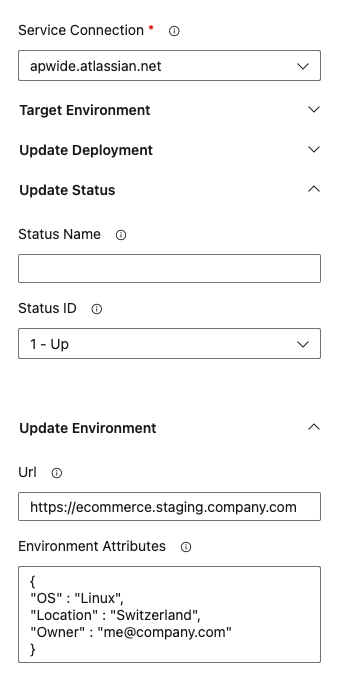 Service Connection *
apwide.atlassian.net
Target Environment
Update Deployment
Update Status
Status Name
Status ID
1 - Up
Update Environment
Url
https://ecommerce.staging.company.com
Environment Attributes
{
"OS" : "Linux",
"Location" : "Switzerland",
"Owner" : "me@company.com"
}